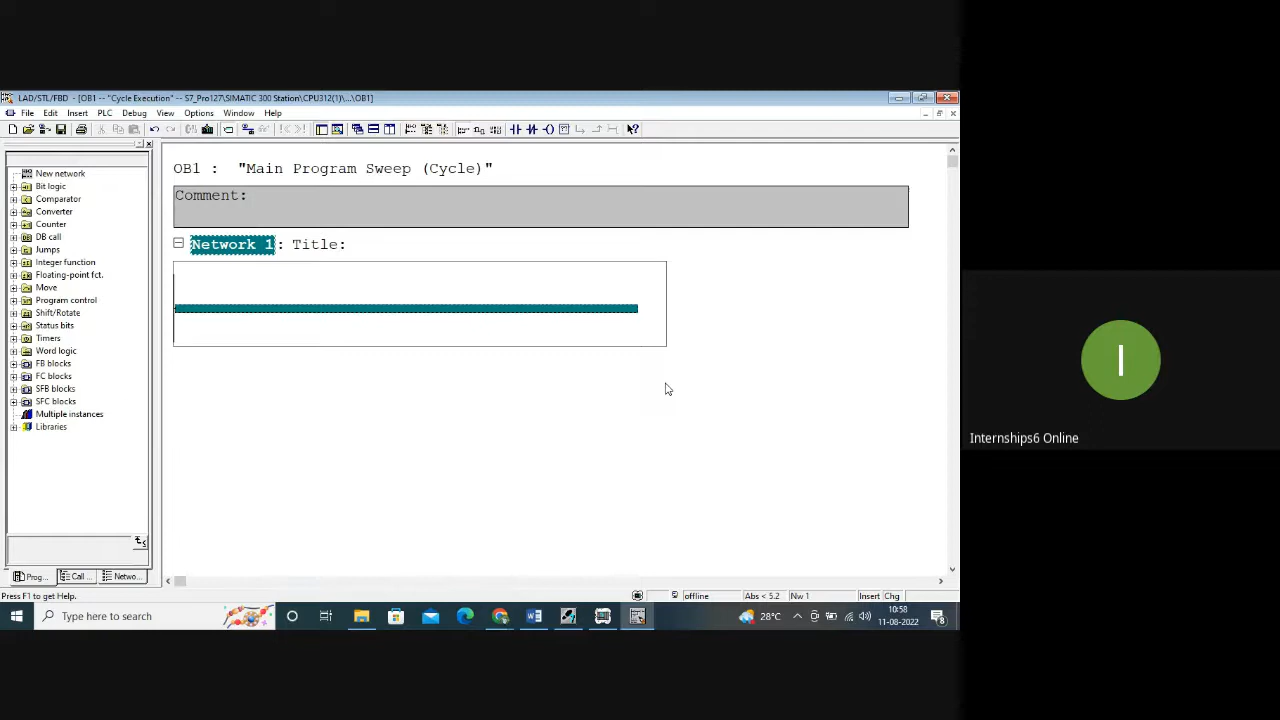 LAD/STL/FBD - [OB1 -- "Cycle Execution" -- S7_Pro127\SIMATIC 300 Station\CPU312(1)\...\OB1]
File Edit Insert PLC Debug View Options Window Help
OB1 : "Main Program Sweep (Cycle)"
Comment:
Network 1: Title:
New network
Bit logic
Comparator
Converter
Counter
DB call
Jumps
Integer function
Floating-point fct.
Move
Program control
Shift/Rotate
Status bits
Timers
Word logic
FB blocks
FC blocks
SFB blocks
SFC blocks
Multiple instances
Libraries
Prog... Call ... Netwo...
Press F1 to get Help.
offline Abs < 5.2 Nw 1 Insert Chg
Type here to search
28°C
10:58
11-08-2022
8
I
Internships6 Online